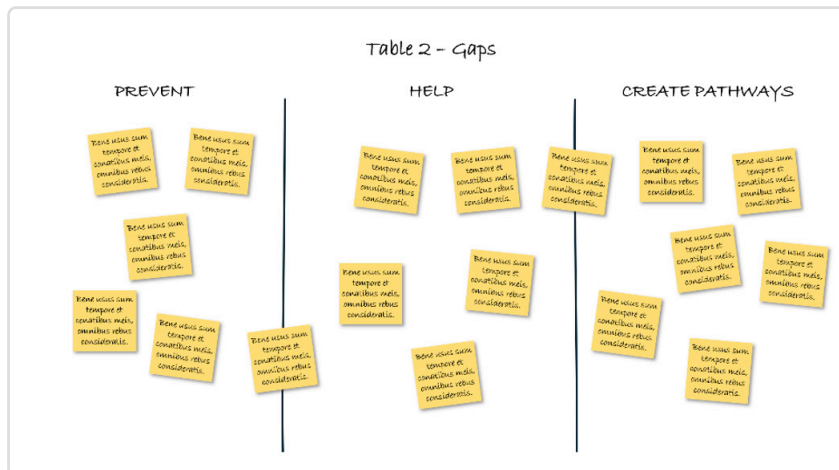 Table 2 – Gaps
PREVENT
HELP
CREATE PATHWAYS
Bene usus sum
tempore et
conatibus meis,
omnibus rebus
consideratis.
Bene usus sum
tempore et
conatibus meis,
omnibus rebus
consideratis.
Bene usus sum
tempore et
conatibus meis,
omnibus rebus
consideratis.
Bene usus sum
tempore et
conatibus meis,
omnibus rebus
consideratis.
Bene usus sum
tempore et
conatibus meis,
omnibus rebus
consideratis.
Bene usus sum
tempore et
conatibus meis,
omnibus rebus
consideratis.
Bene usus sum
tempore et
conatibus meis,
omnibus rebus
consideratis.
Bene usus sum
tempore et
conatibus meis,
omnibus rebus
consideratis.
Bene usus sum
tempore et
conatibus meis,
omnibus rebus
consideratis.
Bene usus sum
tempore et
conatibus meis,
omnibus rebus
consideratis.
Bene usus sum
tempore et
conatibus meis,
omnibus rebus
consideratis.
Bene usus sum
tempore et
conatibus meis,
omnibus rebus
consideratis.
Bene usus sum
tempore et
conatibus meis,
omnibus rebus
consideratis.
Bene usus sum
tempore et
conatibus meis,
omnibus rebus
consideratis.
Bene usus sum
tempore et
conatibus meis,
omnibus rebus
consideratis.
Bene usus sum
tempore et
conatibus meis,
omnibus rebus
consideratis.
Bene usus sum
tempore et
conatibus meis,
omnibus rebus
consideratis.
Bene usus sum
tempore et
conatibus meis,
omnibus rebus
consideratis.